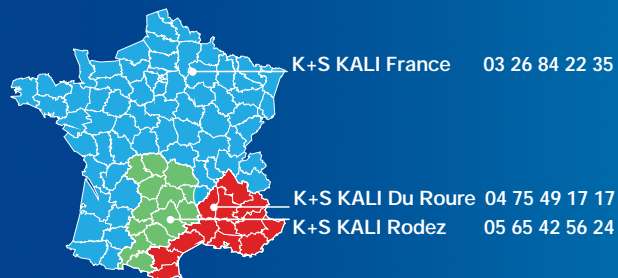 K+S KALI France 03 26 84 22 35
K+S KALI Du Roure 04 75 49 17 17
K+S KALI Rodez 05 65 42 56 24